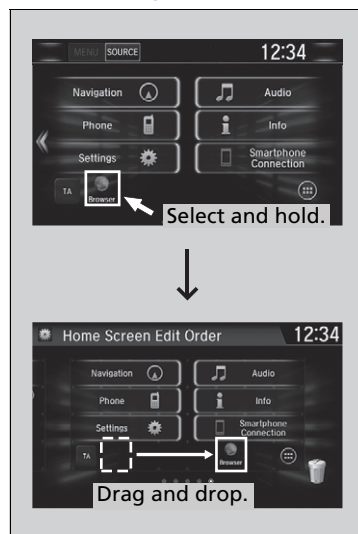 MENU SOURCE 12:34
Navigation Audio
Phone Info
Settings Smartphone
Connection
TA Browser
Select and hold.
Home Screen Edit Order 12:34
Navigation Audio
Phone Info
Settings Smartphone
Connection
TA Browser
Drag and drop.